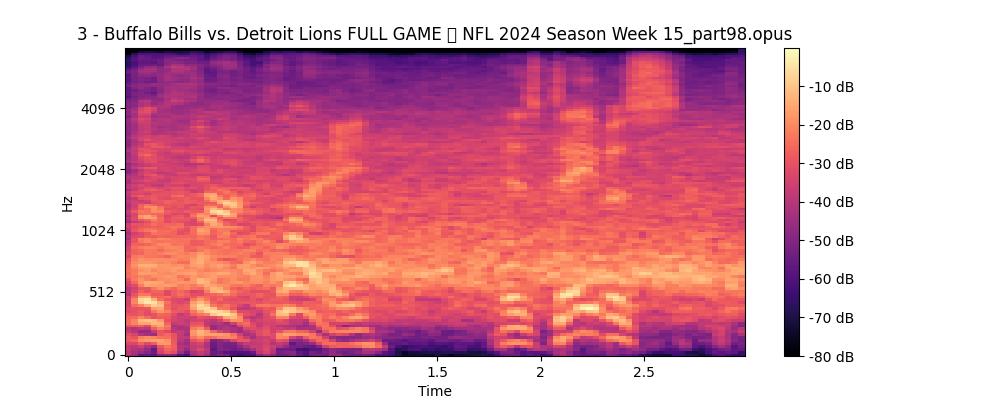 3 - Buffalo Bills vs. Detroit Lions FULL GAME ▯ NFL 2024 Season Week 15_part98.opus
Hz
4096
2048
1024
512
0
0 0.5 1 1.5 2 2.5
Time
-10 dB
-20 dB
-30 dB
-40 dB
-50 dB
-60 dB
-70 dB
-80 dB